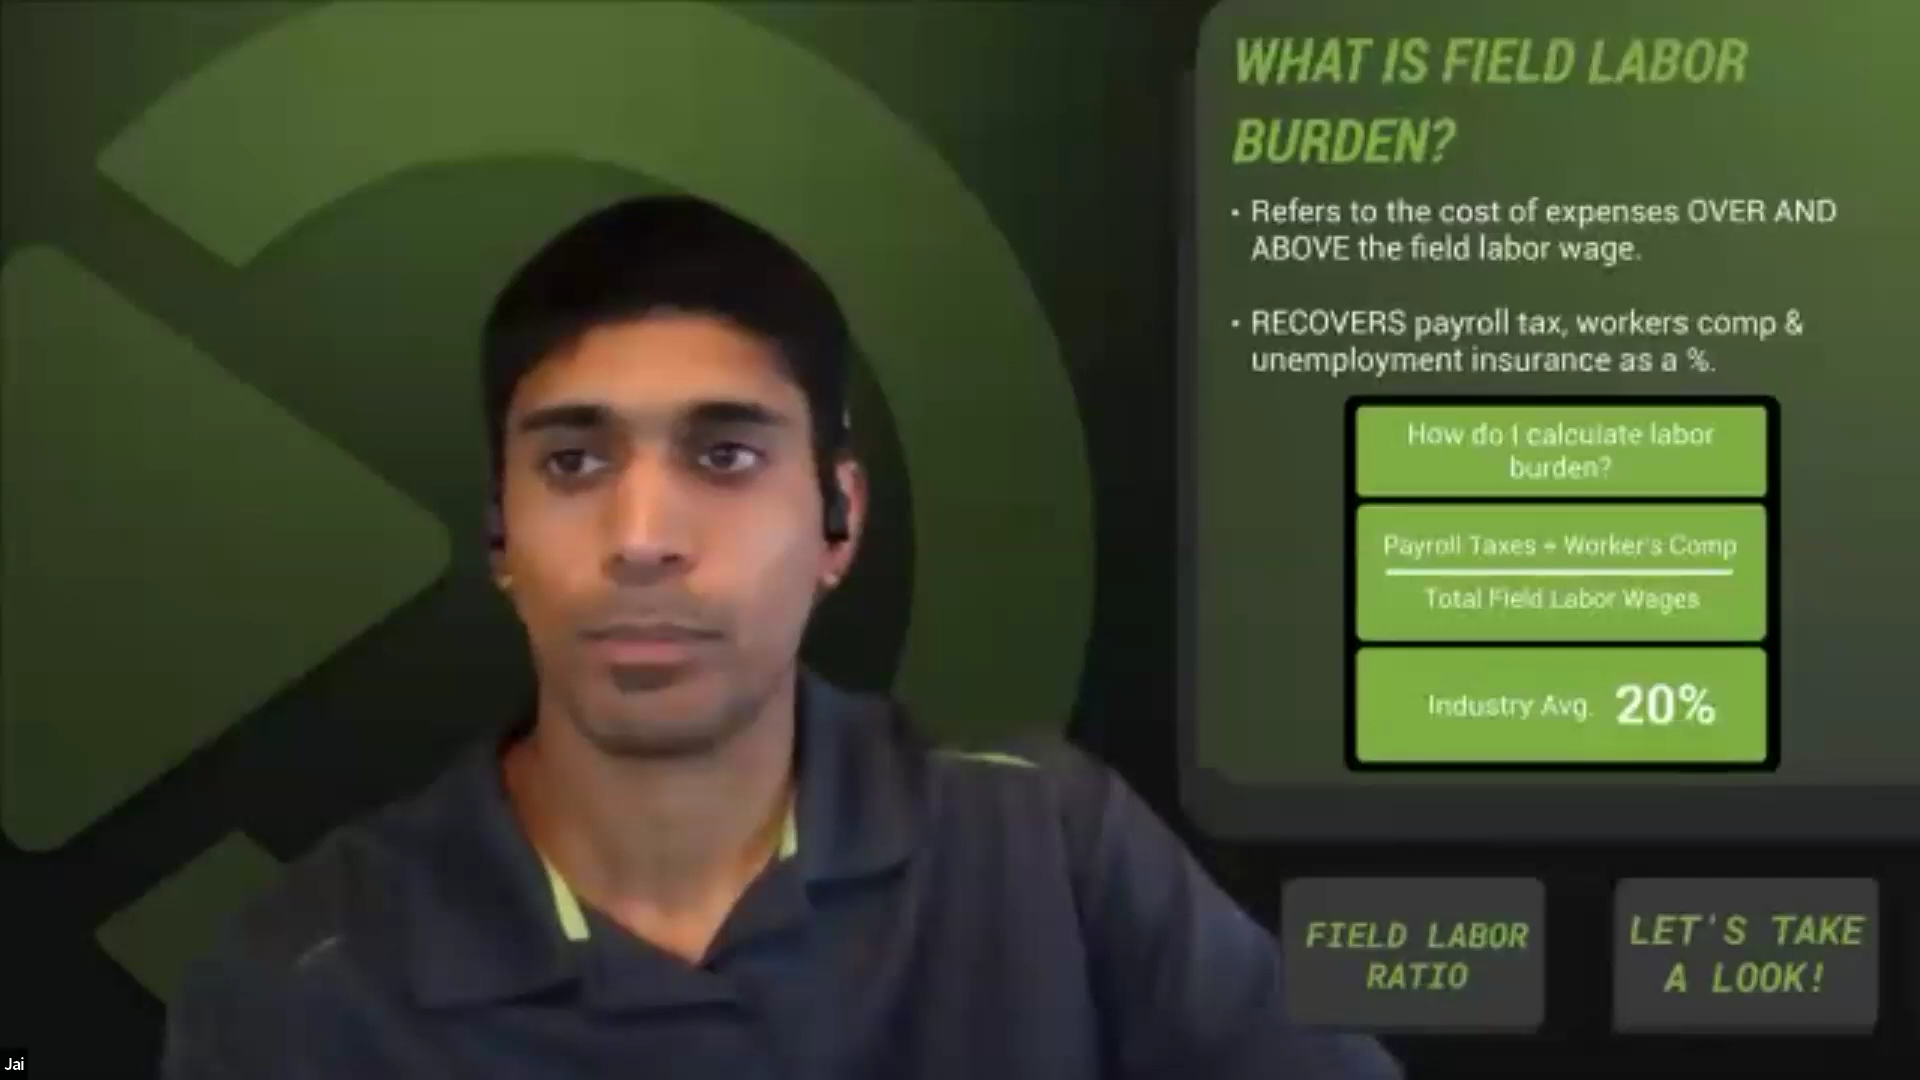 WHAT IS FIELD LABOR
BURDEN?
• Refers to the cost of expenses OVER AND
ABOVE the field labor wage.
• RECOVERS payroll tax, workers comp &
unemployment insurance as a %.
How do I calculate labor
burden?
Payroll Taxes + Worker's Comp
Total Field Labor Wages
Industry Avg. 20%
FIELD LABOR
RATIO
LET'S TAKE
A LOOK!
Jai